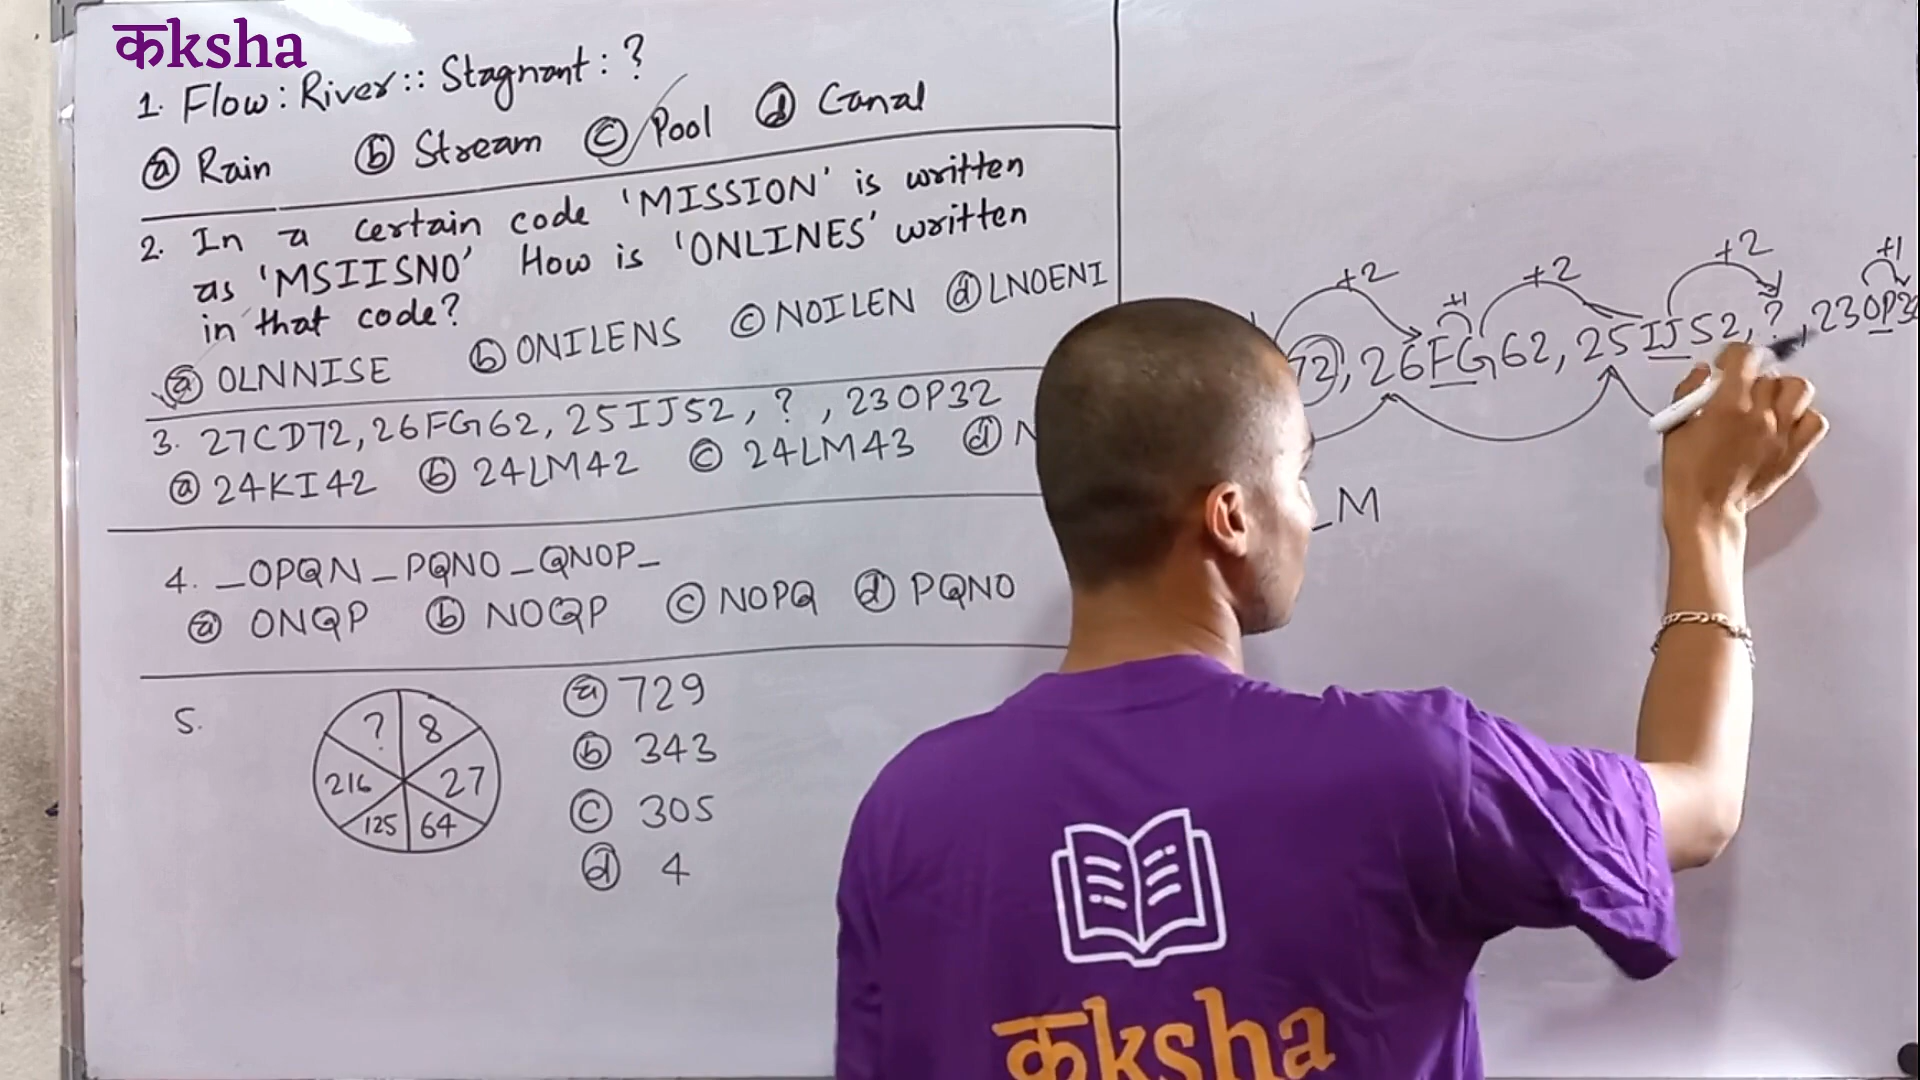 कksha
1. Flow : River :: Stagnant : ?
ⓐ Rain ⓑ Stream ⓒ Pool ⓓ Canal
2. In a certain code 'MISSION' is written
as 'MSIISNO' How is 'ONLINES' written
in that code?
ⓐ OLNNISE ⓑ ONILENS ⓒ NOILEN ⓓ LNOENI
3. 27CD72, 26FG62, 25IJ52, ?, 23OP32
ⓐ 24KI42 ⓑ 24LM42 ⓒ 24LM43 ⓓ N
4. _OPQN_PQNO_QNOP_
ⓐ ONQP ⓑ NOQP ⓒ NOPQ ⓓ PQNO
5.
? 8
216 27
125 64
ⓐ 729
ⓑ 343
ⓒ 305
ⓓ 4
+2 +1 +2 +2 +1
72, 26FG62, 25IJ52, ?, 23OP3
_M
कksha